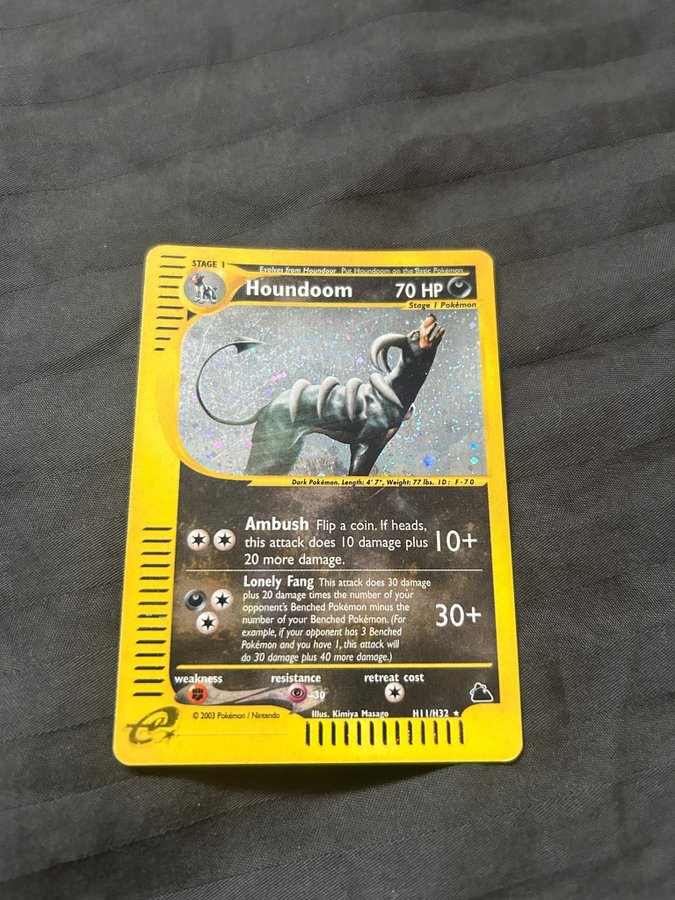 STAGE 1
Evolves from Houndour Put Houndoom on the Basic Pokémon
Houndoom 70 HP
Stage 1 Pokémon
Dark Pokémon. Length: 4' 7", Weight: 77 lbs. ID: F-70
Ambush Flip a coin. If heads,
this attack does 10 damage plus 10+
20 more damage.
Lonely Fang This attack does 30 damage
plus 20 damage times the number of your
opponent's Benched Pokémon minus the
number of your Benched Pokémon. (For 30+
example, if your opponent has 3 Benched
Pokémon and you have 1, this attack will
do 30 damage plus 40 more damage.)
weakness resistance retreat cost
-30
© 2003 Pokémon / Nintendo Illus. Kimiya Masago H11/H32 ★
e